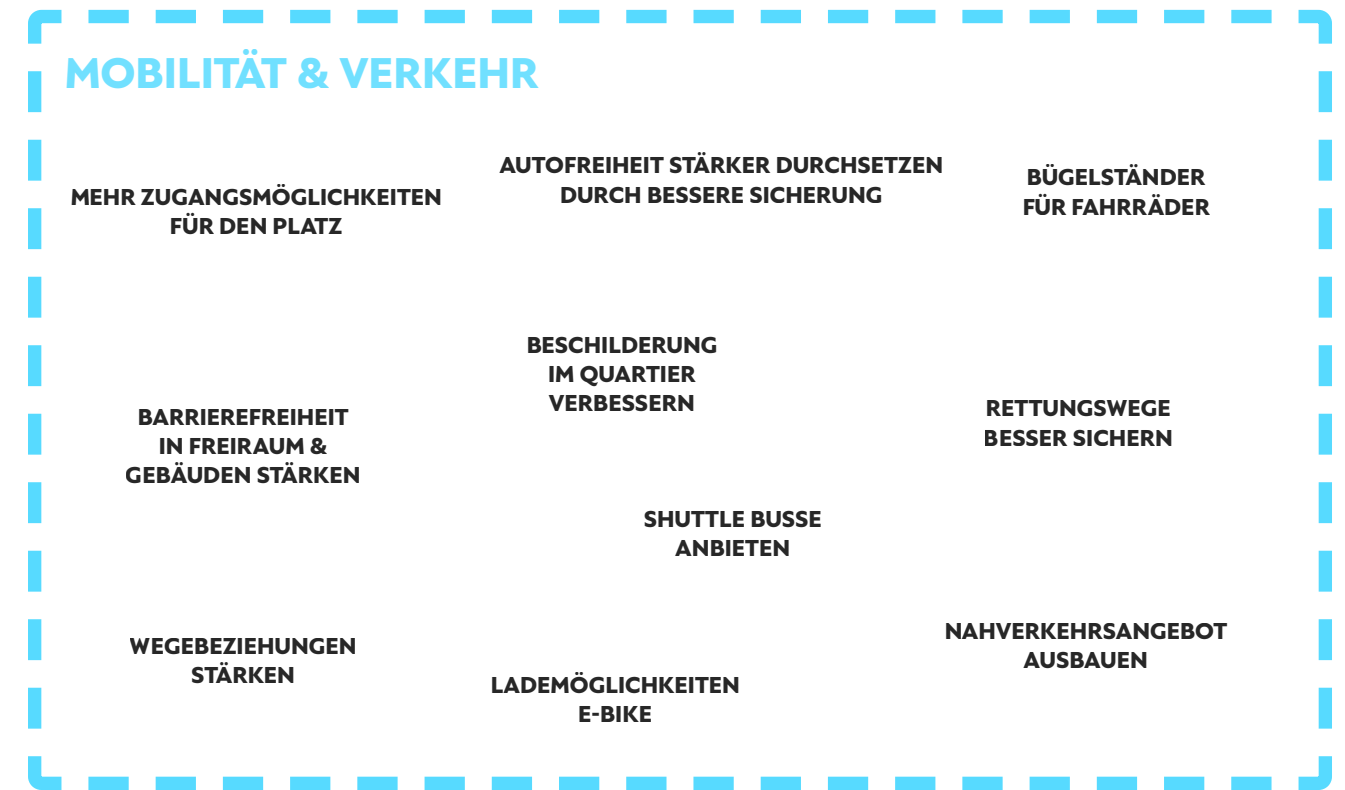 MOBILITÄT & VERKEHR
MEHR ZUGANGSMÖGLICHKEITEN
FÜR DEN PLATZ
AUTOFREIHEIT STÄRKER DURCHSETZEN
DURCH BESSERE SICHERUNG
BÜGELSTÄNDER
FÜR FAHRRÄDER
BESCHILDERUNG
IM QUARTIER
VERBESSERN
BARRIEREFREIHEIT
IN FREIRAUM &
GEBÄUDEN STÄRKEN
RETTUNGSWEGE
BESSER SICHERN
SHUTTLE BUSSE
ANBIETEN
WEGEBEZIEHUNGEN
STÄRKEN
LADEMÖGLICHKEITEN
E-BIKE
NAHVERKEHRSANGEBOT
AUSBAUEN